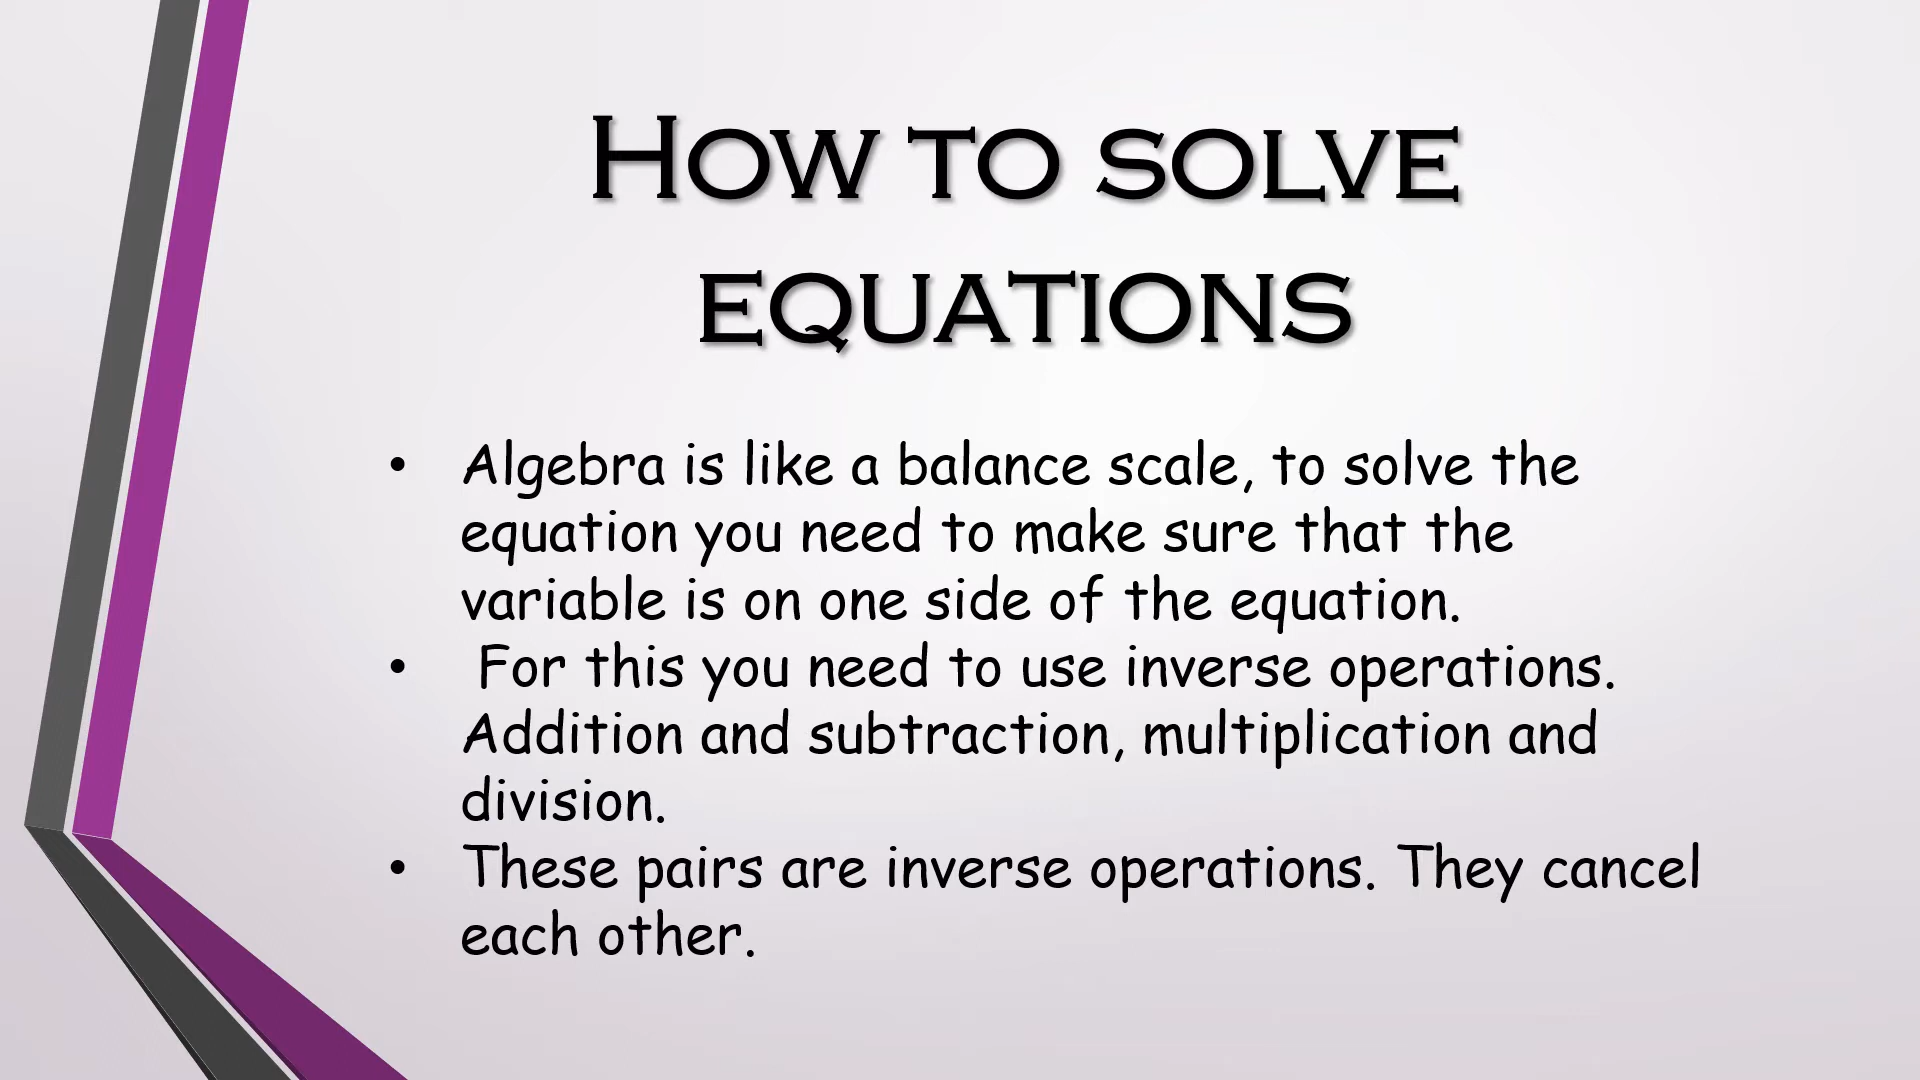 How to solve
equations
• Algebra is like a balance scale, to solve the
equation you need to make sure that the
variable is on one side of the equation.
• For this you need to use inverse operations.
Addition and subtraction, multiplication and
division.
• These pairs are inverse operations. They cancel
each other.